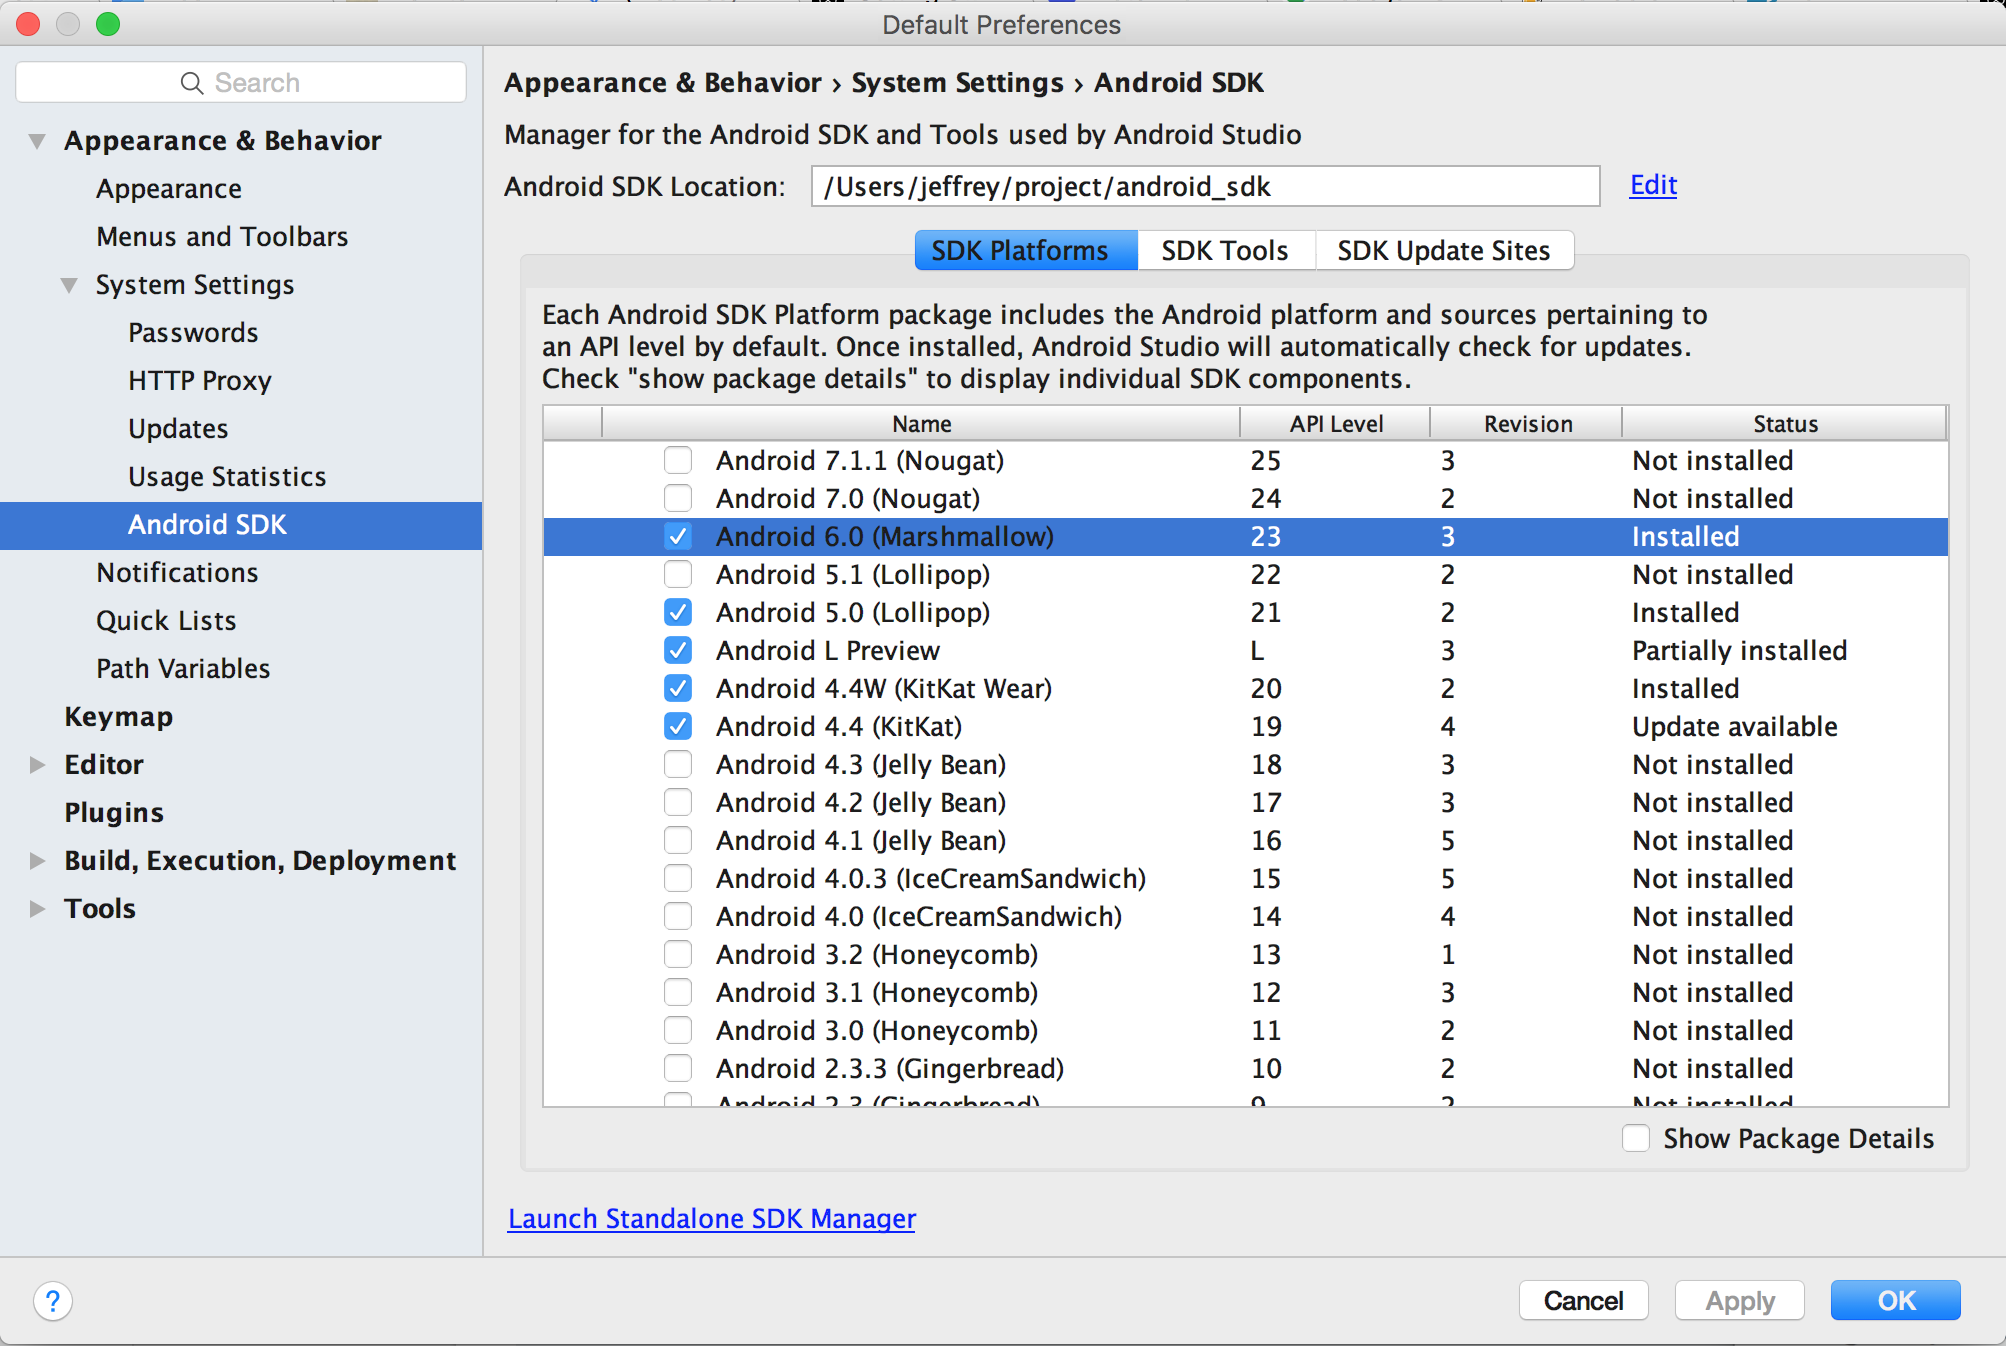 Default Preferences
Search
Appearance & Behavior
Appearance
Menus and Toolbars
System Settings
Passwords
HTTP Proxy
Updates
Usage Statistics
Android SDK
Notifications
Quick Lists
Path Variables
Keymap
Editor
Plugins
Build, Execution, Deployment
Tools
Appearance & Behavior › System Settings › Android SDK
Manager for the Android SDK and Tools used by Android Studio
Android SDK Location: /Users/jeffrey/project/android_sdk Edit
SDK Platforms SDK Tools SDK Update Sites
Each Android SDK Platform package includes the Android platform and sources pertaining to
an API level by default. Once installed, Android Studio will automatically check for updates.
Check "show package details" to display individual SDK components.
Name API Level Revision Status
Android 7.1.1 (Nougat) 25 3 Not installed
Android 7.0 (Nougat) 24 2 Not installed
Android 6.0 (Marshmallow) 23 3 Installed
Android 5.1 (Lollipop) 22 2 Not installed
Android 5.0 (Lollipop) 21 2 Installed
Android L Preview L 3 Partially installed
Android 4.4W (KitKat Wear) 20 2 Installed
Android 4.4 (KitKat) 19 4 Update available
Android 4.3 (Jelly Bean) 18 3 Not installed
Android 4.2 (Jelly Bean) 17 3 Not installed
Android 4.1 (Jelly Bean) 16 5 Not installed
Android 4.0.3 (IceCreamSandwich) 15 5 Not installed
Android 4.0 (IceCreamSandwich) 14 4 Not installed
Android 3.2 (Honeycomb) 13 1 Not installed
Android 3.1 (Honeycomb) 12 3 Not installed
Android 3.0 (Honeycomb) 11 2 Not installed
Android 2.3.3 (Gingerbread) 10 2 Not installed
Android 2.3 (Gingerbread) 9 2 Not installed
Show Package Details
Launch Standalone SDK Manager
? Cancel Apply OK